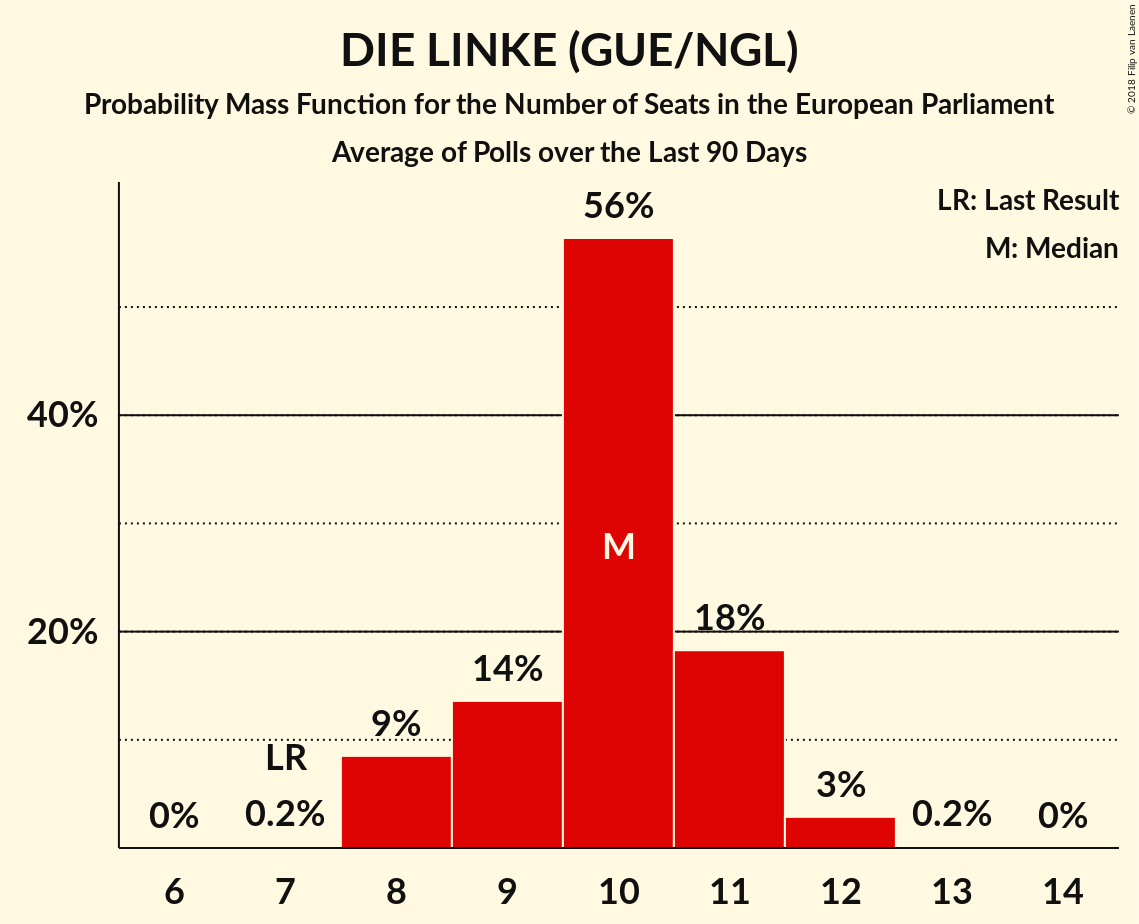 DIE LINKE (GUE/NGL)
Probability Mass Function for the Number of Seats in the European Parliament
Average of Polls over the Last 90 Days
© 2018 Filip van Laenen
LR: Last Result
M: Median
56%
40%
M
20%
18%
14%
9%
LR
3%
0%
0.2%
0.2%
0%
6 7 8 9 10 11 12 13 14